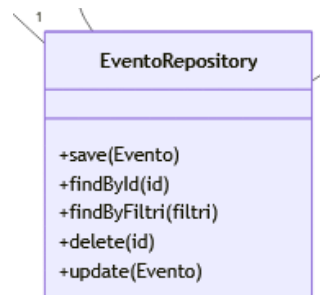 1
EventoRepository
+save(Evento)
+findById(id)
+findByFiltri(filtri)
+delete(id)
+update(Evento)